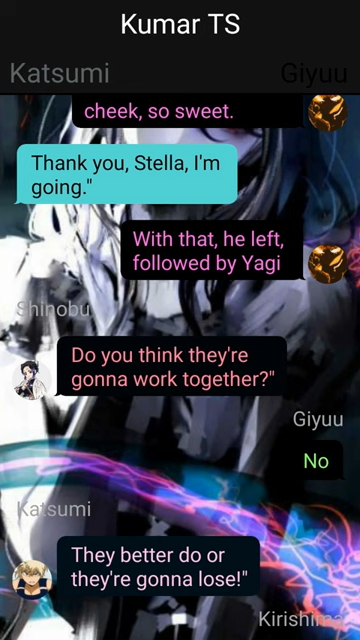 Kumar TS
Katsumi
Giyuu
cheek, so sweet.
Thank you, Stella, I'm
going."
With that, he left,
followed by Yagi
Shinobu
Do you think they're
gonna work together?"
Giyuu
No
Katsumi
They better do or
they're gonna lose!"
Kirishima